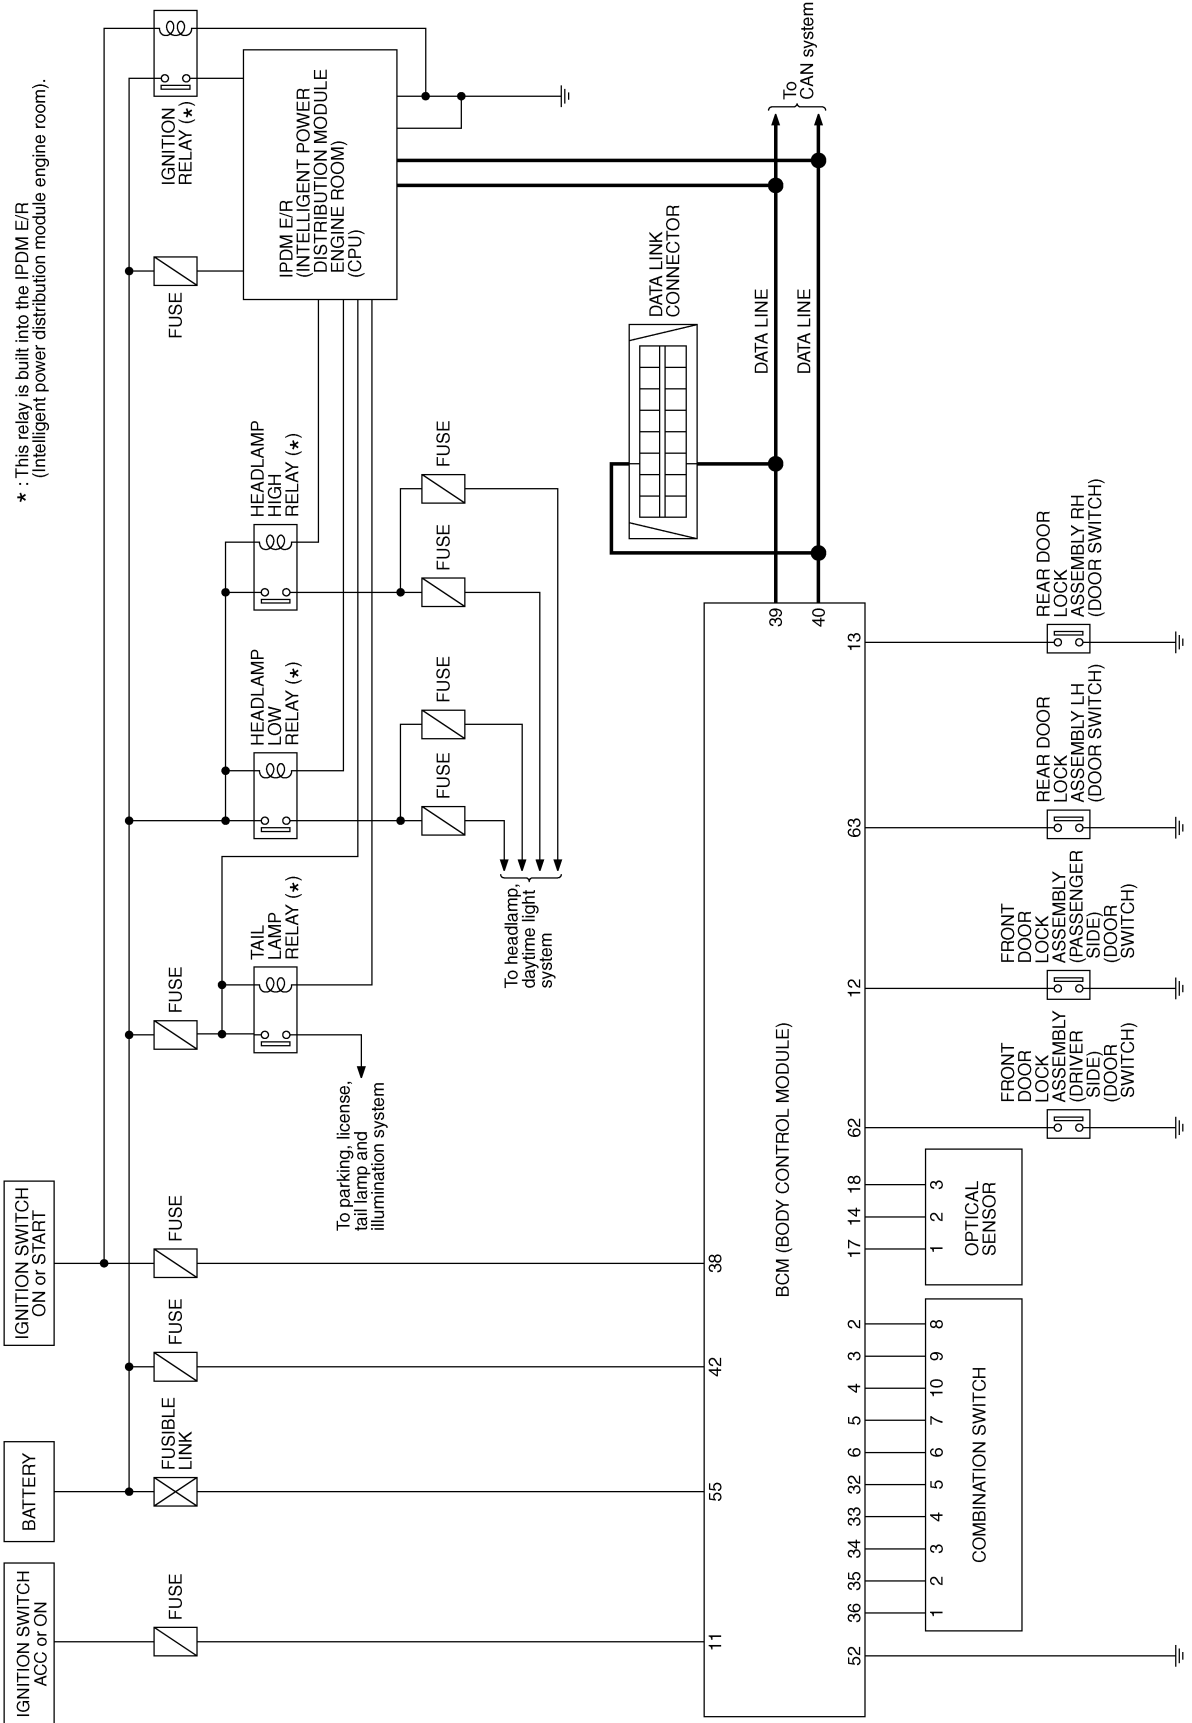 IGNITION SWITCH
ACC or ON
BATTERY
IGNITION SWITCH
ON or START
* : This relay is built into the IPDM E/R
(Intelligent power distribution module engine room).
FUSE
FUSIBLE
LINK
FUSE
FUSE
FUSE
FUSE
IGNITION
RELAY (*)
TAIL
LAMP
RELAY (*)
HEADLAMP
LOW
RELAY (*)
HEADLAMP
HIGH
RELAY (*)
IPDM E/R
(INTELLIGENT POWER
DISTRIBUTION MODULE
ENGINE ROOM)
(CPU)
To parking, license,
tail lamp and
illumination system
FUSE
FUSE
FUSE
FUSE
To headlamp,
daytime light
system
DATA LINK
CONNECTOR
DATA LINE
DATA LINE
To
CAN system
11
55
42
38
39
40
BCM (BODY CONTROL MODULE)
52
36
35
34
33
32
6
5
4
3
2
17
14
18
62
12
63
13
1
2
3
4
5
6
7
10
9
8
COMBINATION SWITCH
1
2
3
OPTICAL
SENSOR
FRONT
DOOR
LOCK
ASSEMBLY
(DRIVER
SIDE)
(DOOR
SWITCH)
FRONT
DOOR
LOCK
ASSEMBLY
(PASSENGER
SIDE)
(DOOR
SWITCH)
REAR DOOR
LOCK
ASSEMBLY LH
(DOOR SWITCH)
REAR DOOR
LOCK
ASSEMBLY RH
(DOOR SWITCH)